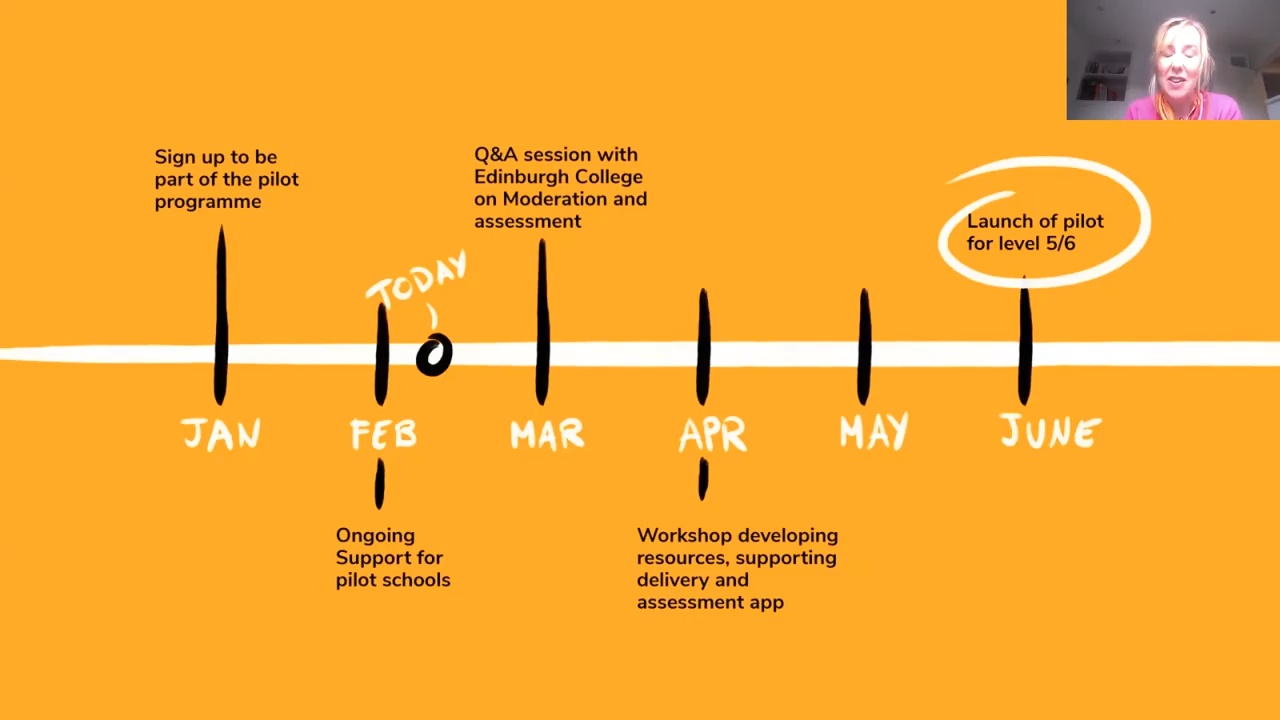 Sign up to be
part of the pilot
programme
Q&A session with
Edinburgh College
on Moderation and
assessment
Launch of pilot
for level 5/6
TODAY
JAN
FEB
MAR
APR
MAY
JUNE
Ongoing
Support for
pilot schools
Workshop developing
resources, supporting
delivery and
assessment app